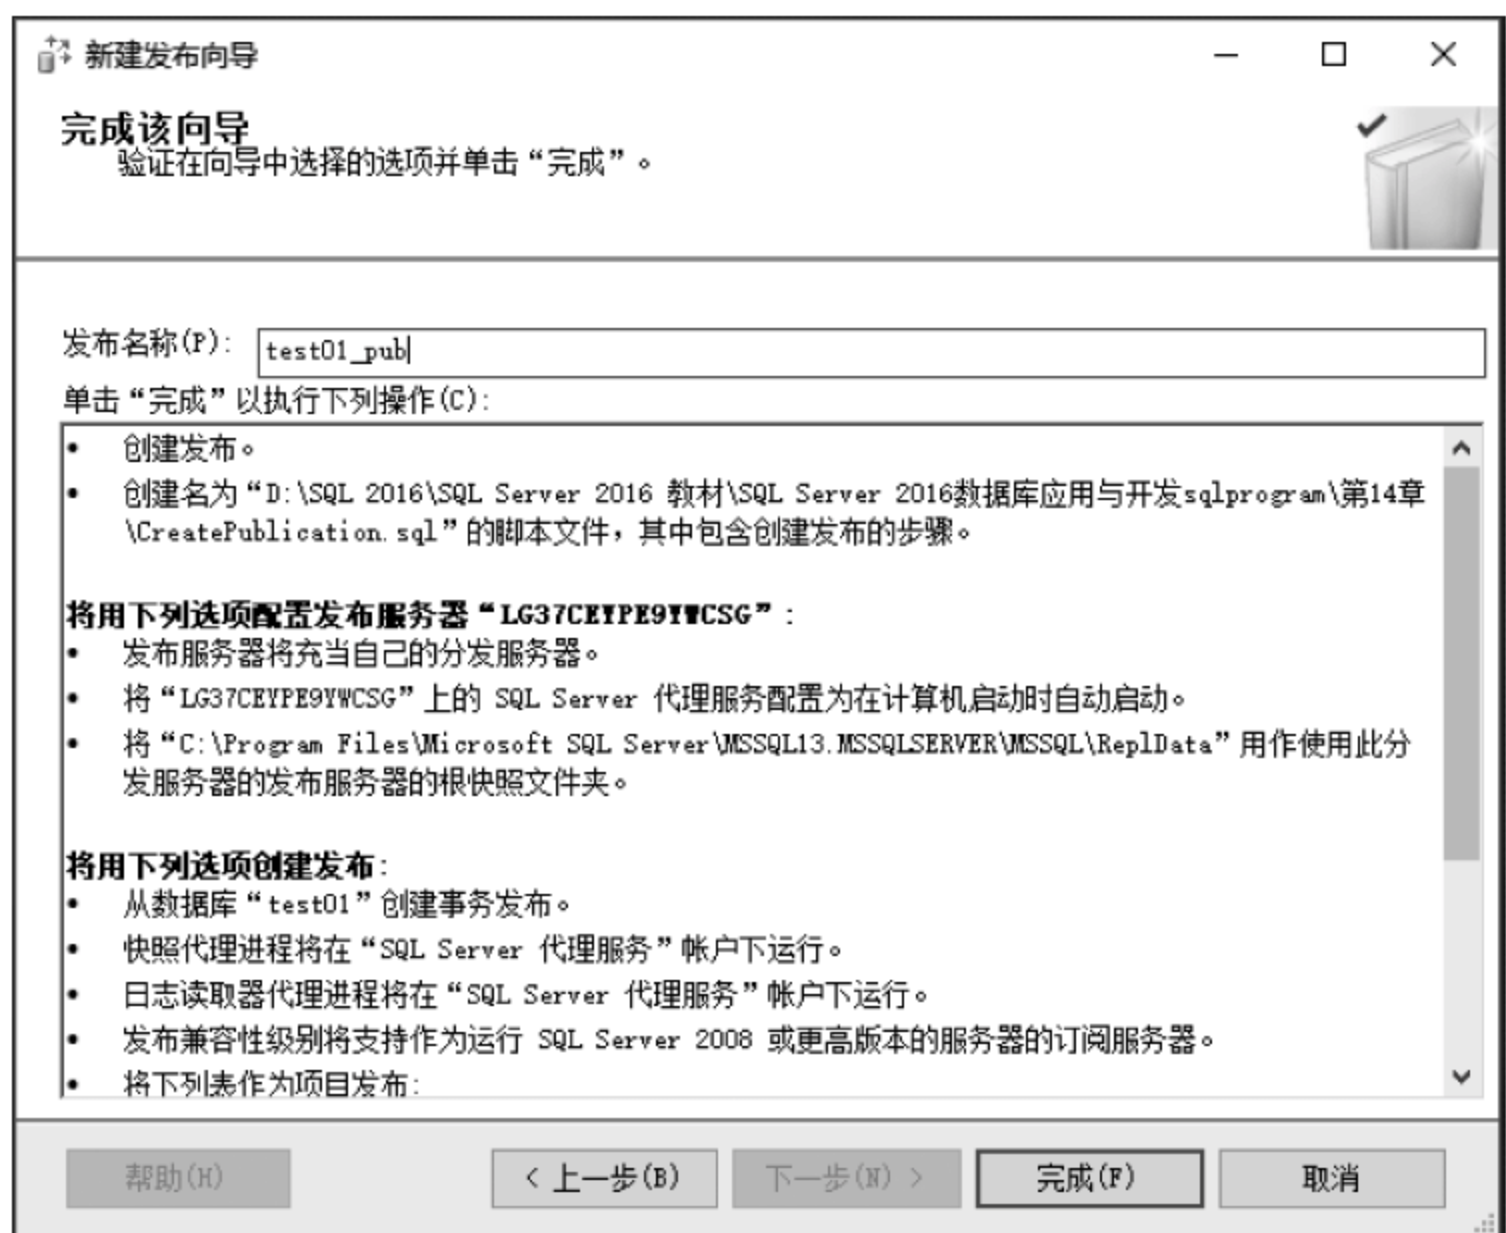 新建发布向导
完成该向导
验证在向导中选择的选项并单击“完成”。
发布名称(P):
test01_pub
单击“完成”以执行下列操作(C):
• 创建发布。
• 创建名为“D:\SQL 2016\SQL Server 2016 教材\SQL Server 2016数据库应用与开发sqlprogram\第14章
\CreatePublication.sql”的脚本文件，其中包含创建发布的步骤。
将用下列选项配置发布服务器“LG37CEYPE9YWCSG”:
• 发布服务器将充当自己的分发服务器。
• 将“LG37CEYPE9YWCSG”上的 SQL Server 代理服务配置为在计算机启动时自动启动。
• 将“C:\Program Files\Microsoft SQL Server\MSSQL13.MSSQLSERVER\MSSQL\ReplData”用作使用此分
发服务器的发布服务器的根快照文件夹。
将用下列选项创建发布:
• 从数据库“test01”创建事务发布。
• 快照代理进程将在“SQL Server 代理服务”帐户下运行。
• 日志读取器代理进程将在“SQL Server 代理服务”帐户下运行。
• 发布兼容性级别将支持作为运行 SQL Server 2008 或更高版本的服务器的订阅服务器。
• 将下列表作为项目发布:
帮助(H)
< 上一步(B)
下一步(N) >
完成(F)
取消